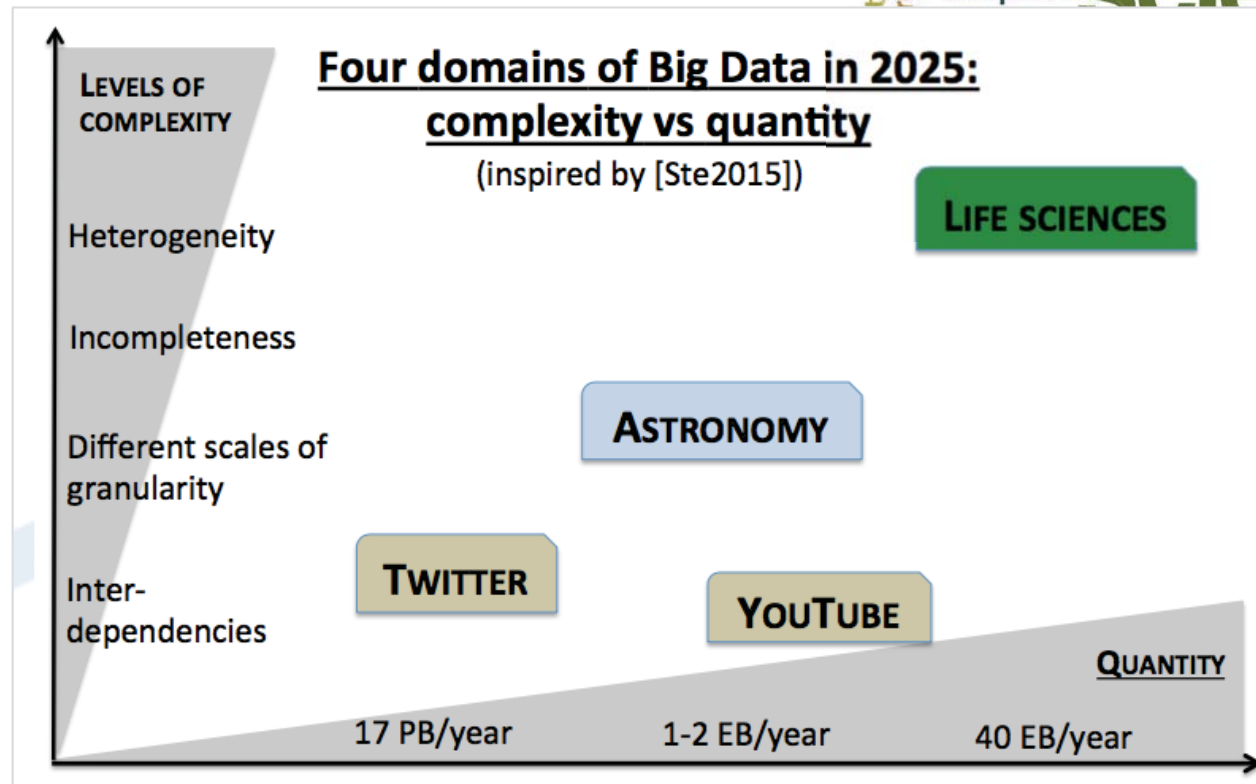 Four domains of Big Data in 2025:
complexity vs quantity
(inspired by [Ste2015])
LEVELS OF
COMPLEXITY
Heterogeneity
Incompleteness
Different scales of
granularity
Inter-
dependencies
LIFE SCIENCES
ASTRONOMY
TWITTER
YOUTUBE
QUANTITY
17 PB/year
1-2 EB/year
40 EB/year